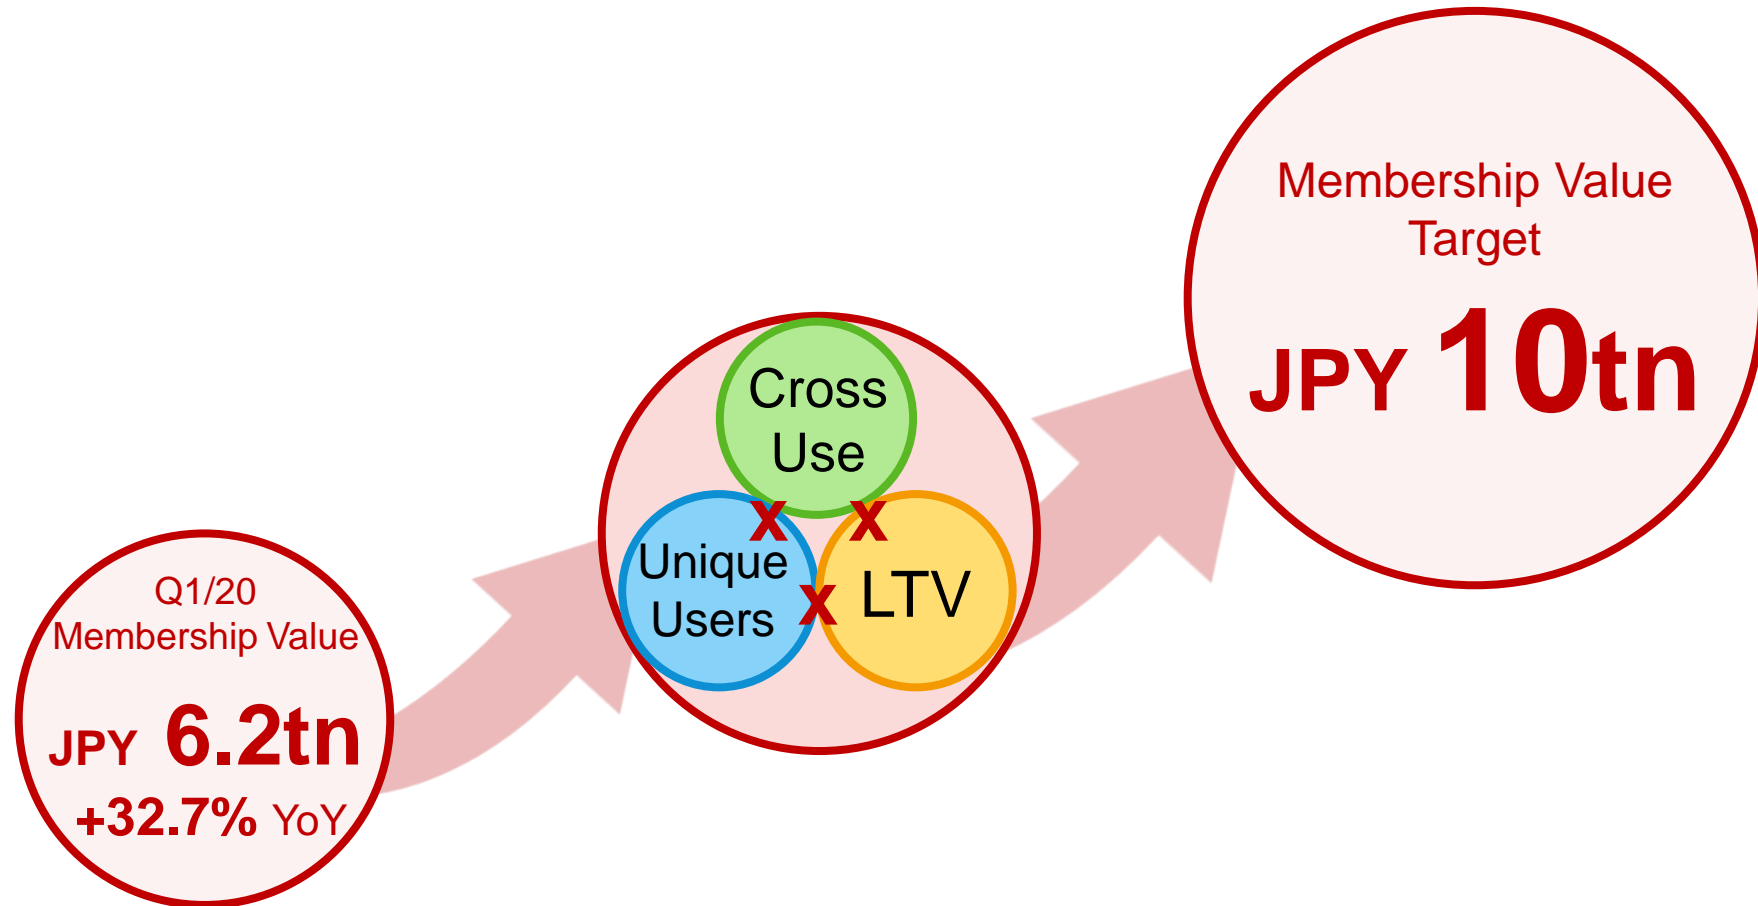 Q1/20
Membership Value
JPY 6.2tn
+32.7% YoY
Cross
Use
x x
Unique
Users
x
LTV
Membership Value
Target
JPY 10tn